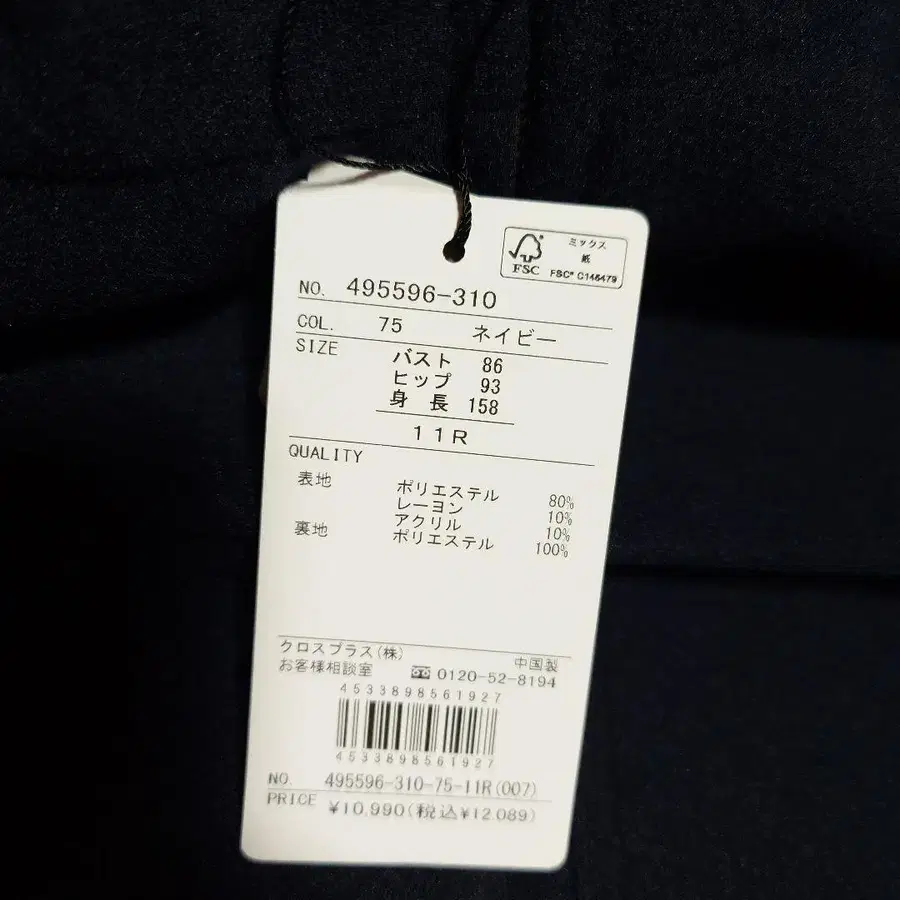 ミックス
紙
FSC
FSC® C146479
NO. 495596-310
COL. 75 ネイビー
SIZE
バスト 86
ヒップ 93
身長 158
11R
QUALITY
表地 ポリエステル 80%
レーヨン 10%
アクリル 10%
裏地 ポリエステル 100%
クロスプラス(株) 中国製
お客様相談室 0120-52-8194
4533898561927
4533898561927
NO. 495596-310-75-11R(007)
PRICE ¥10,990(税込¥12,089)